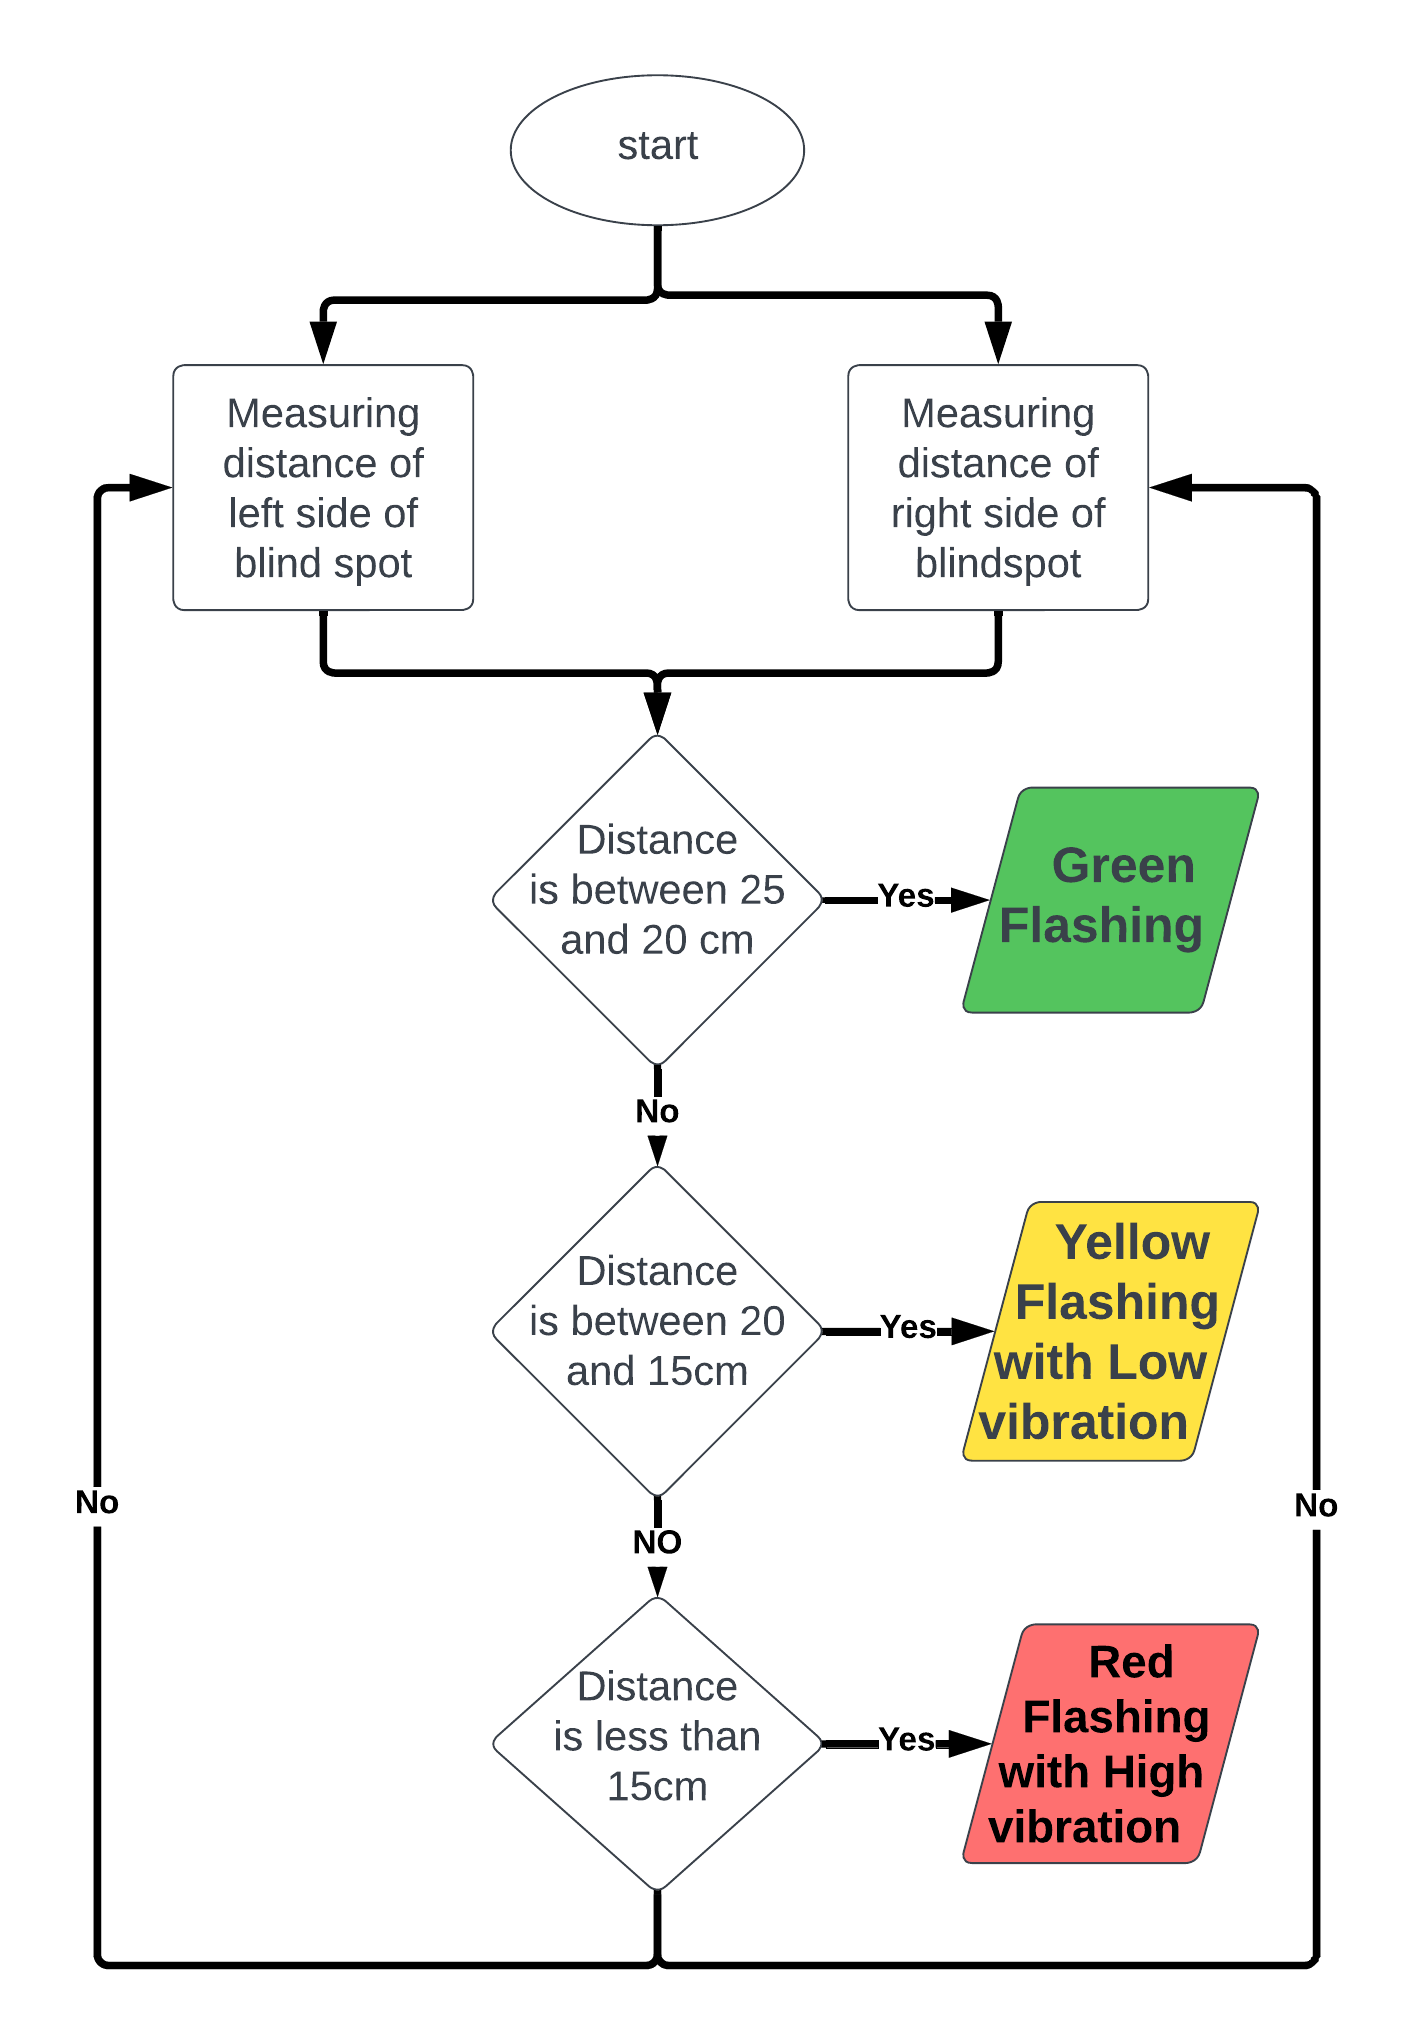 start
Measuring
distance of
left side of
blind spot
Measuring
distance of
right side of
blindspot
Distance
is between 25
and 20 cm
Yes
Green
Flashing
No
Distance
is between 20
and 15cm
Yes
Yellow
Flashing
with Low
vibration
No
No
NO
Distance
is less than
15cm
Yes
Red
Flashing
with High
vibration